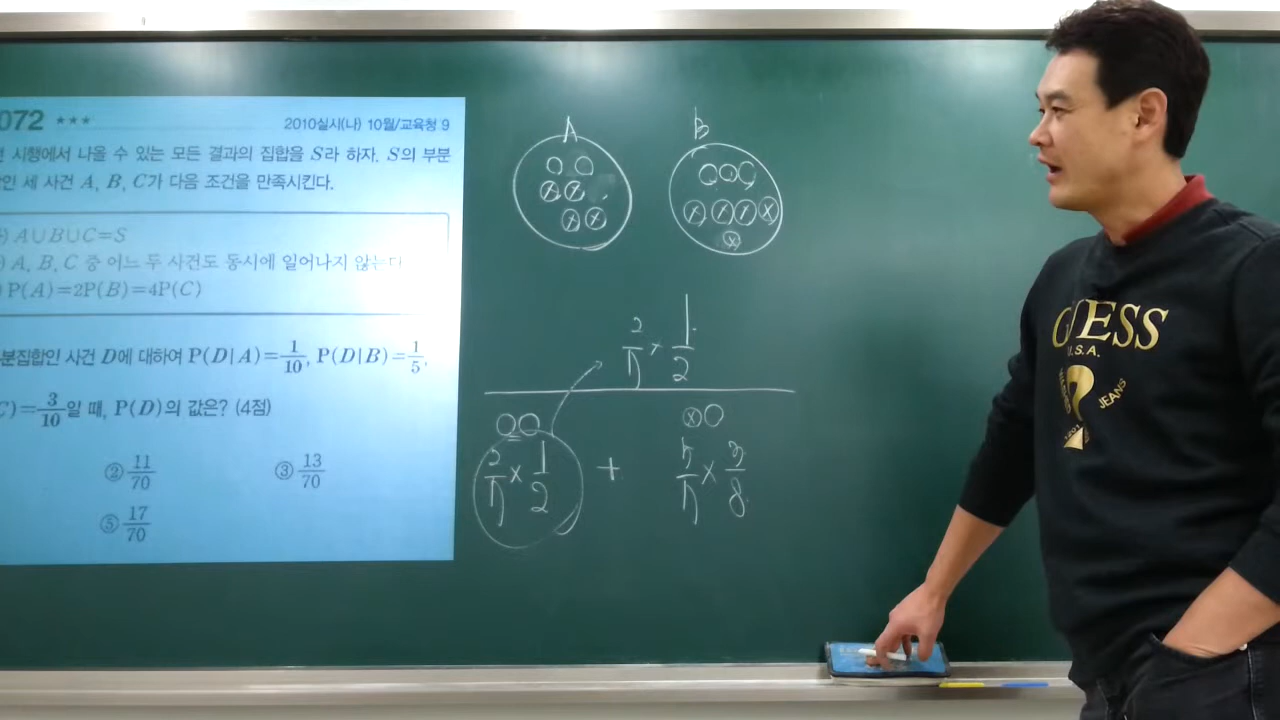 072 ★★★
2010실시(나) 10월/교육청 9
시행에서 나올 수 있는 모든 결과의 집합을 S라 하자. S의 부분
인 세 사건 A, B, C가 다음 조건을 만족시킨다.
A∪B∪C=S
A, B, C 중 어느 두 사건도 동시에 일어나지 않는다
P(A)=2P(B)=4P(C)
분집합인 사건 D에 대하여 P(D|A)=1/10, P(D|B)=1/5,
C)=3/10일 때, P(D)의 값은? (4점)
② 11/70 ③ 13/70
⑤ 17/70
A B
2/7 × 1/2
2/7 × 1/2 + 5/7 × 3/8
GUESS
U.S.A.
?
JEANS